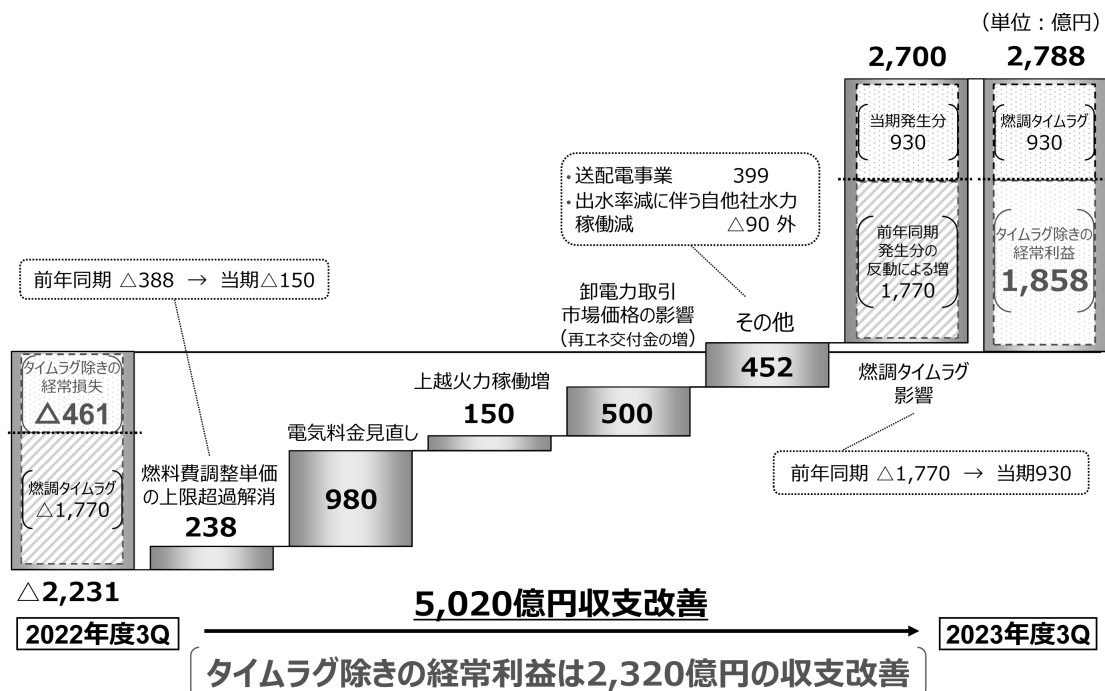 （単位：億円）
2,700
2,788
当期発生分
930
燃調タイムラグ
930
・送配電事業 399
・出水率減に伴う自他社水力
稼働減 △90 外
前年同期
発生分の
反動による増
1,770
タイムラグ除きの
経常利益
1,858
前年同期 △388 → 当期△150
卸電力取引
市場価格の影響
（再エネ交付金の増）
その他
452
タイムラグ除きの
経常損失
△461
上越火力稼働増
150
500
燃調タイムラグ
影響
電気料金見直し
980
前年同期 △1,770 → 当期930
燃調タイムラグ
△1,770
燃料費調整単価
の上限超過解消
238
△2,231
5,020億円収支改善
2022年度3Q
2023年度3Q
タイムラグ除きの経常利益は2,320億円の収支改善